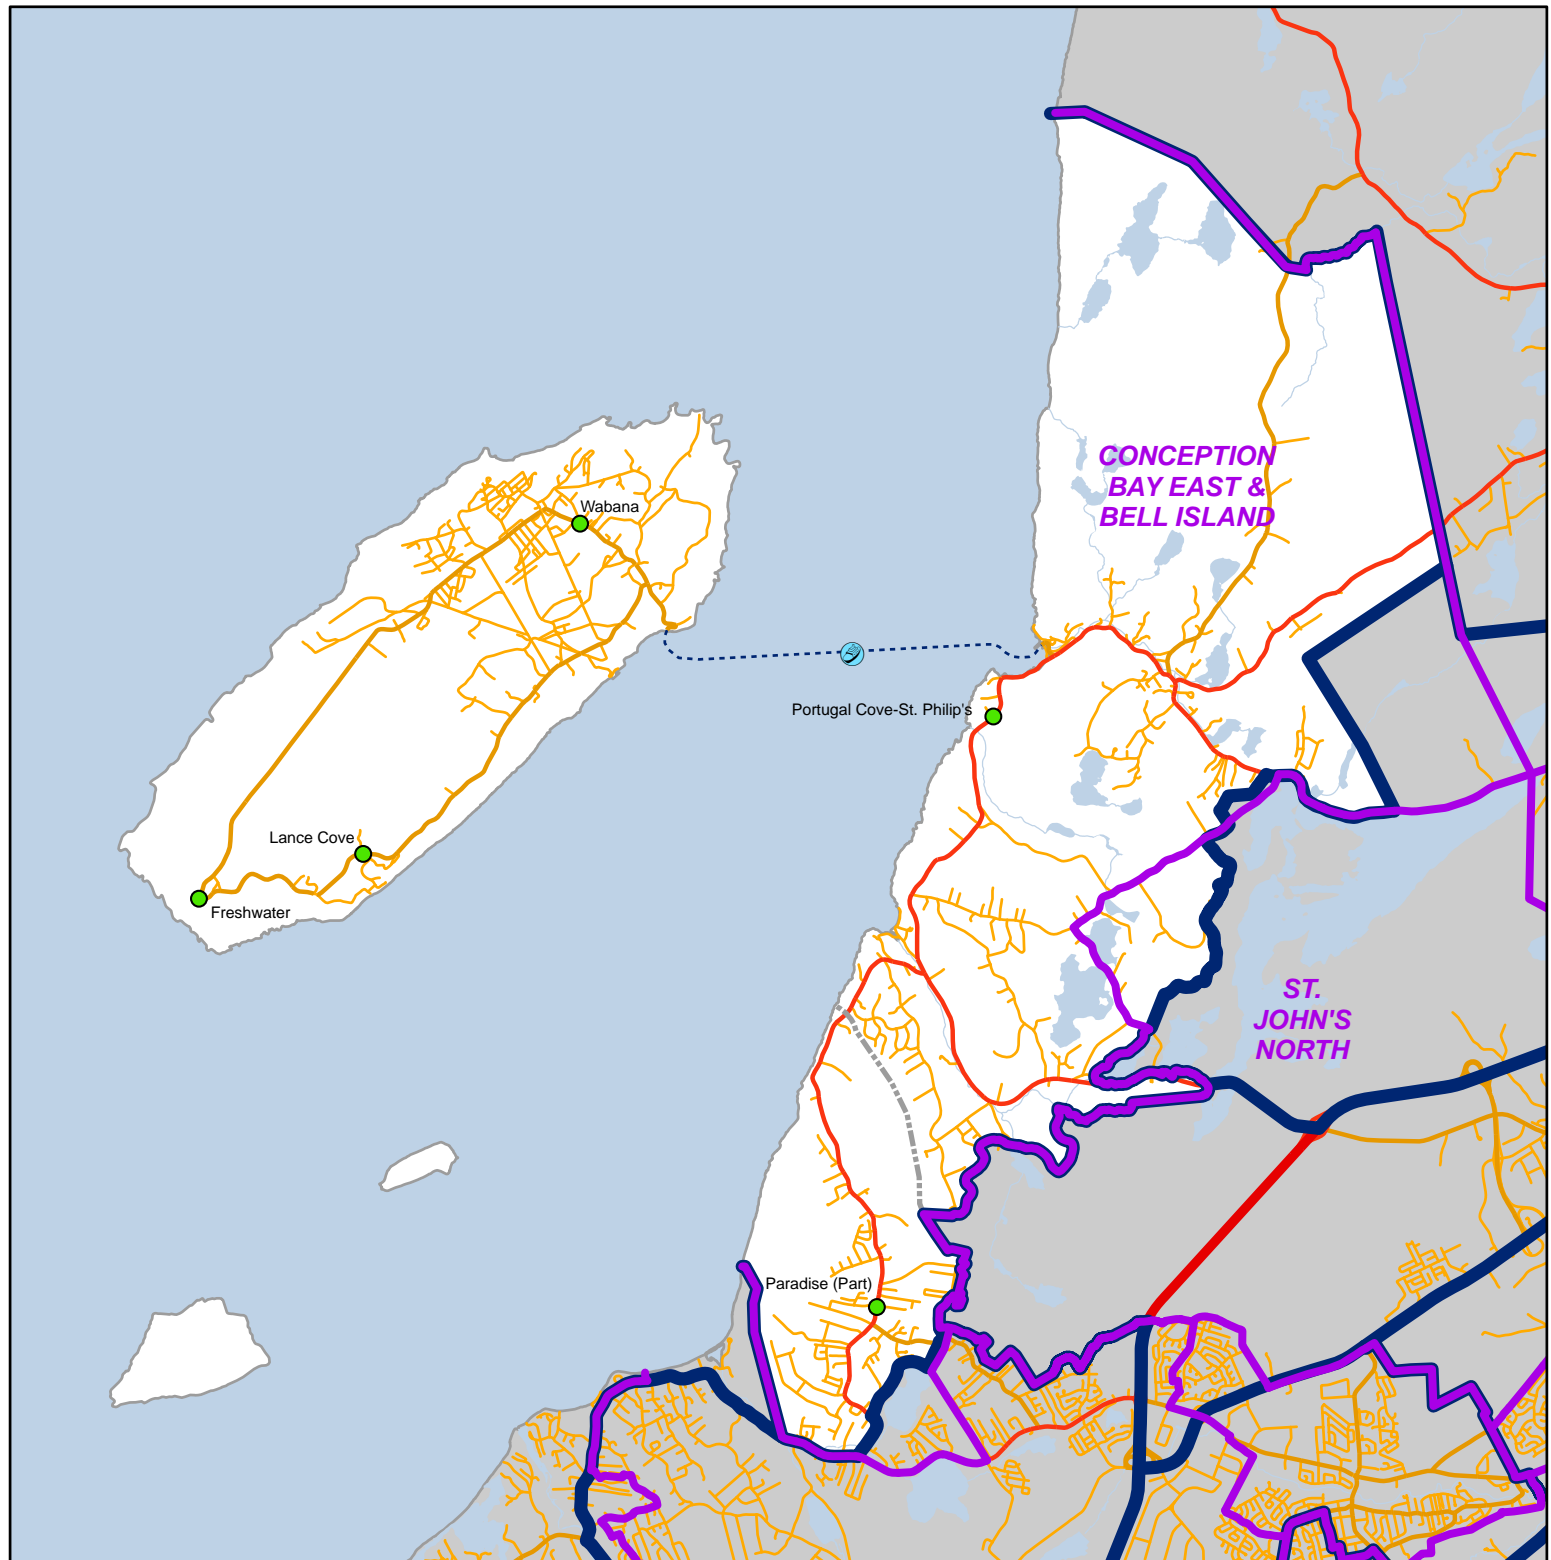 CONCEPTION
BAY EAST &
BELL ISLAND
Wabana
Portugal Cove-St. Philip's
Lance Cove
Freshwater
ST.
JOHN'S
NORTH
Paradise (Part)